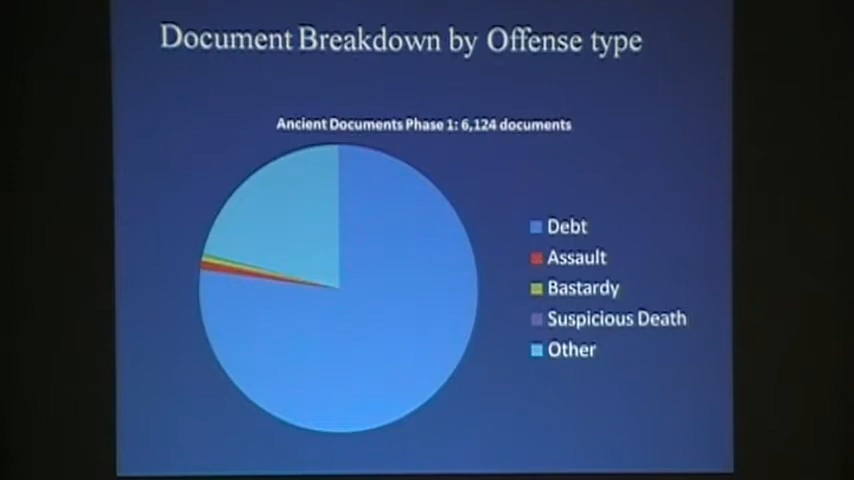 Document Breakdown by Offense type
Ancient Documents Phase 1: 6,124 documents
Debt
Assault
Bastardy
Suspicious Death
Other